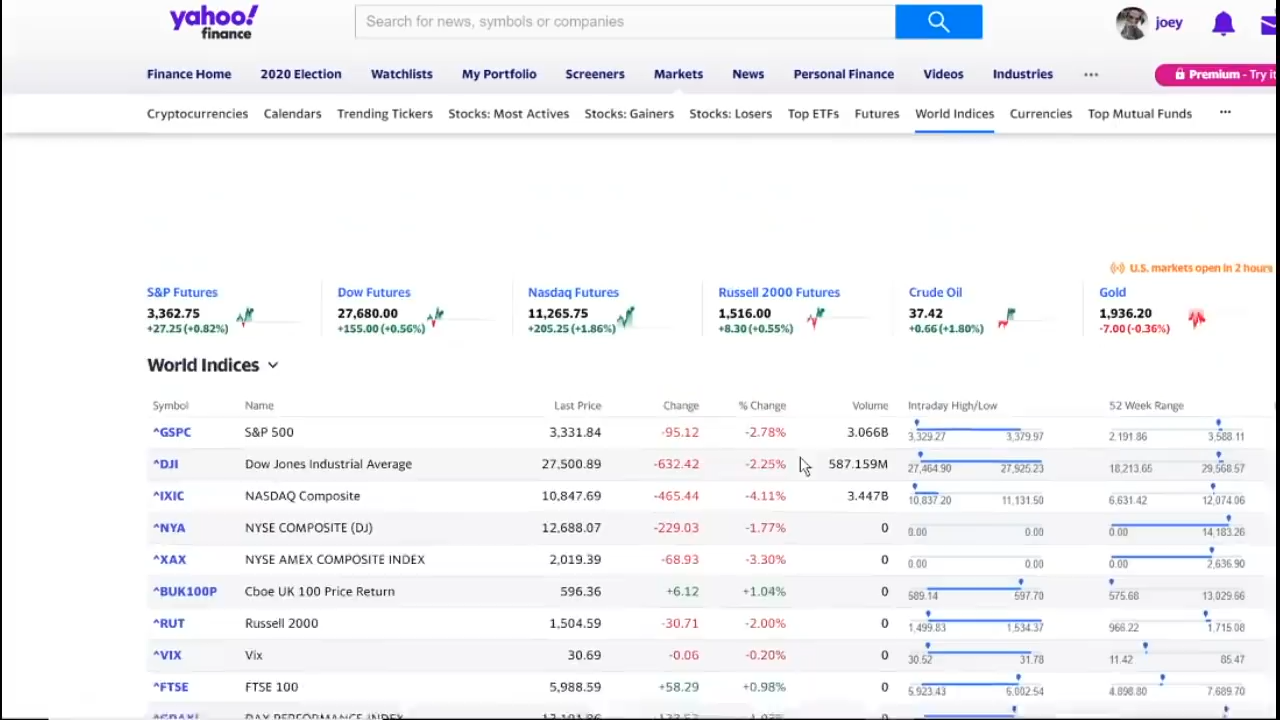 yahoo!
finance
Search for news, symbols or companies
joey
Finance Home 2020 Election Watchlists My Portfolio Screeners Markets News Personal Finance Videos Industries ... Premium - Try it
Cryptocurrencies Calendars Trending Tickers Stocks: Most Actives Stocks: Gainers Stocks: Losers Top ETFs Futures World Indices Currencies Top Mutual Funds ...
U.S. markets open in 2 hours
S&P Futures Dow Futures Nasdaq Futures Russell 2000 Futures Crude Oil Gold
3,362.75 27,680.00 11,265.75 1,516.00 37.42 1,936.20
+27.25 (+0.82%) +155.00 (+0.56%) +205.25 (+1.86%) +8.30 (+0.55%) +0.66 (+1.80%) -7.00 (-0.36%)
World Indices
Symbol Name Last Price Change % Change Volume Intraday High/Low 52 Week Range
^GSPC S&P 500 3,331.84 -95.12 -2.78% 3.066B 3,329.27 3,379.97 2,191.86 3,588.11
^DJI Dow Jones Industrial Average 27,500.89 -632.42 -2.25% 587.159M 27,464.90 27,925.23 18,213.65 29,568.57
^IXIC NASDAQ Composite 10,847.69 -465.44 -4.11% 3.447B 10,837.20 11,131.50 6,631.42 12,074.06
^NYA NYSE COMPOSITE (DJ) 12,688.07 -229.03 -1.77% 0 0.00 0.00 0.00 14,183.26
^XAX NYSE AMEX COMPOSITE INDEX 2,019.39 -68.93 -3.30% 0 0.00 0.00 0.00 2,636.90
^BUK100P Cboe UK 100 Price Return 596.36 +6.12 +1.04% 0 589.14 597.70 575.68 13,029.66
^RUT Russell 2000 1,504.59 -30.71 -2.00% 0 1,499.83 1,534.37 966.22 1,715.08
^VIX Vix 30.69 -0.06 -0.20% 0 30.52 31.78 11.42 85.47
^FTSE FTSE 100 5,988.59 +58.29 +0.98% 0 5,923.43 6,002.54 4,898.80 7,689.70
^GDAXI DAX PERFORMANCE-INDEX